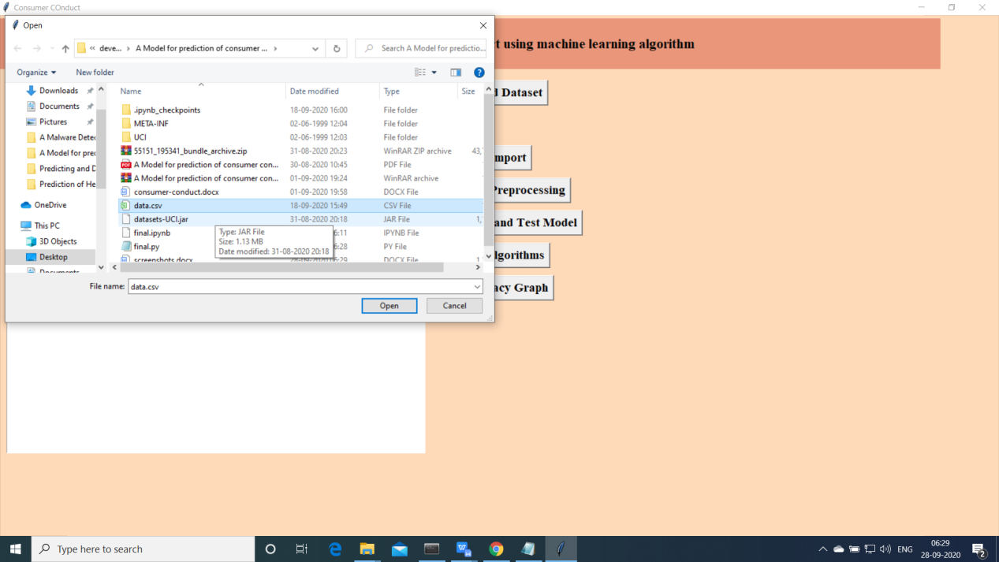 Consumer COnduct
Open
t using machine learning algorithm
« deve... › A Model for prediction of consumer ... ›
Search A Model for predictio...
Organize
New folder
Dataset
Downloads
Documents
Pictures
A Malware Detec
A Model for prec
Predicting and D
Prediction of He
OneDrive
This PC
3D Objects
Desktop
Documents
Name Date modified Type Size
.ipynb_checkpoints 18-09-2020 16:00 File folder
META-INF 02-06-1999 12:04 File folder
UCI 02-06-1999 12:03 File folder
55151_195341_bundle_archive.zip 31-08-2020 20:23 WinRAR ZIP archive 43,
A Model for prediction of consumer con... 30-08-2020 10:45 PDF File
A Model for prediction of consumer con... 01-09-2020 19:24 WinRAR archive
consumer-conduct.docx 01-09-2020 19:58 DOCX File
data.csv 18-09-2020 15:49 CSV File
datasets-UCI.jar 31-08-2020 20:18 JAR File 1,
final.ipynb 6:11 IPYNB File
final.py 6:28 PY File
screenshots.docx 28-09-2020 06:29 DOCX File
Type: JAR File
Size: 1.13 MB
Date modified: 31-08-2020 20:18
mport
Preprocessing
and Test Model
lgorithms
acy Graph
File name: data.csv
Open Cancel
Type here to search
ENG
06:29
28-09-2020
2